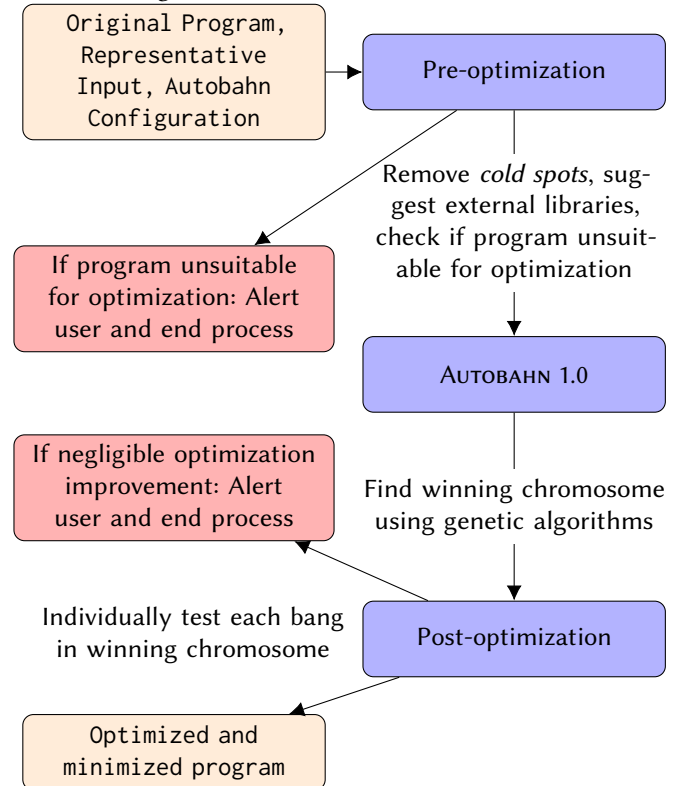 Original Program,
Representative
Input, Autobahn
Configuration
Pre-optimization
Remove cold spots, sug-
gest external libraries,
check if program unsuit-
able for optimization
If program unsuitable
for optimization: Alert
user and end process
AUTOBAHN 1.0
If negligible optimization
improvement: Alert
user and end process
Find winning chromosome
using genetic algorithms
Individually test each bang
in winning chromosome
Post-optimization
Optimized and
minimized program